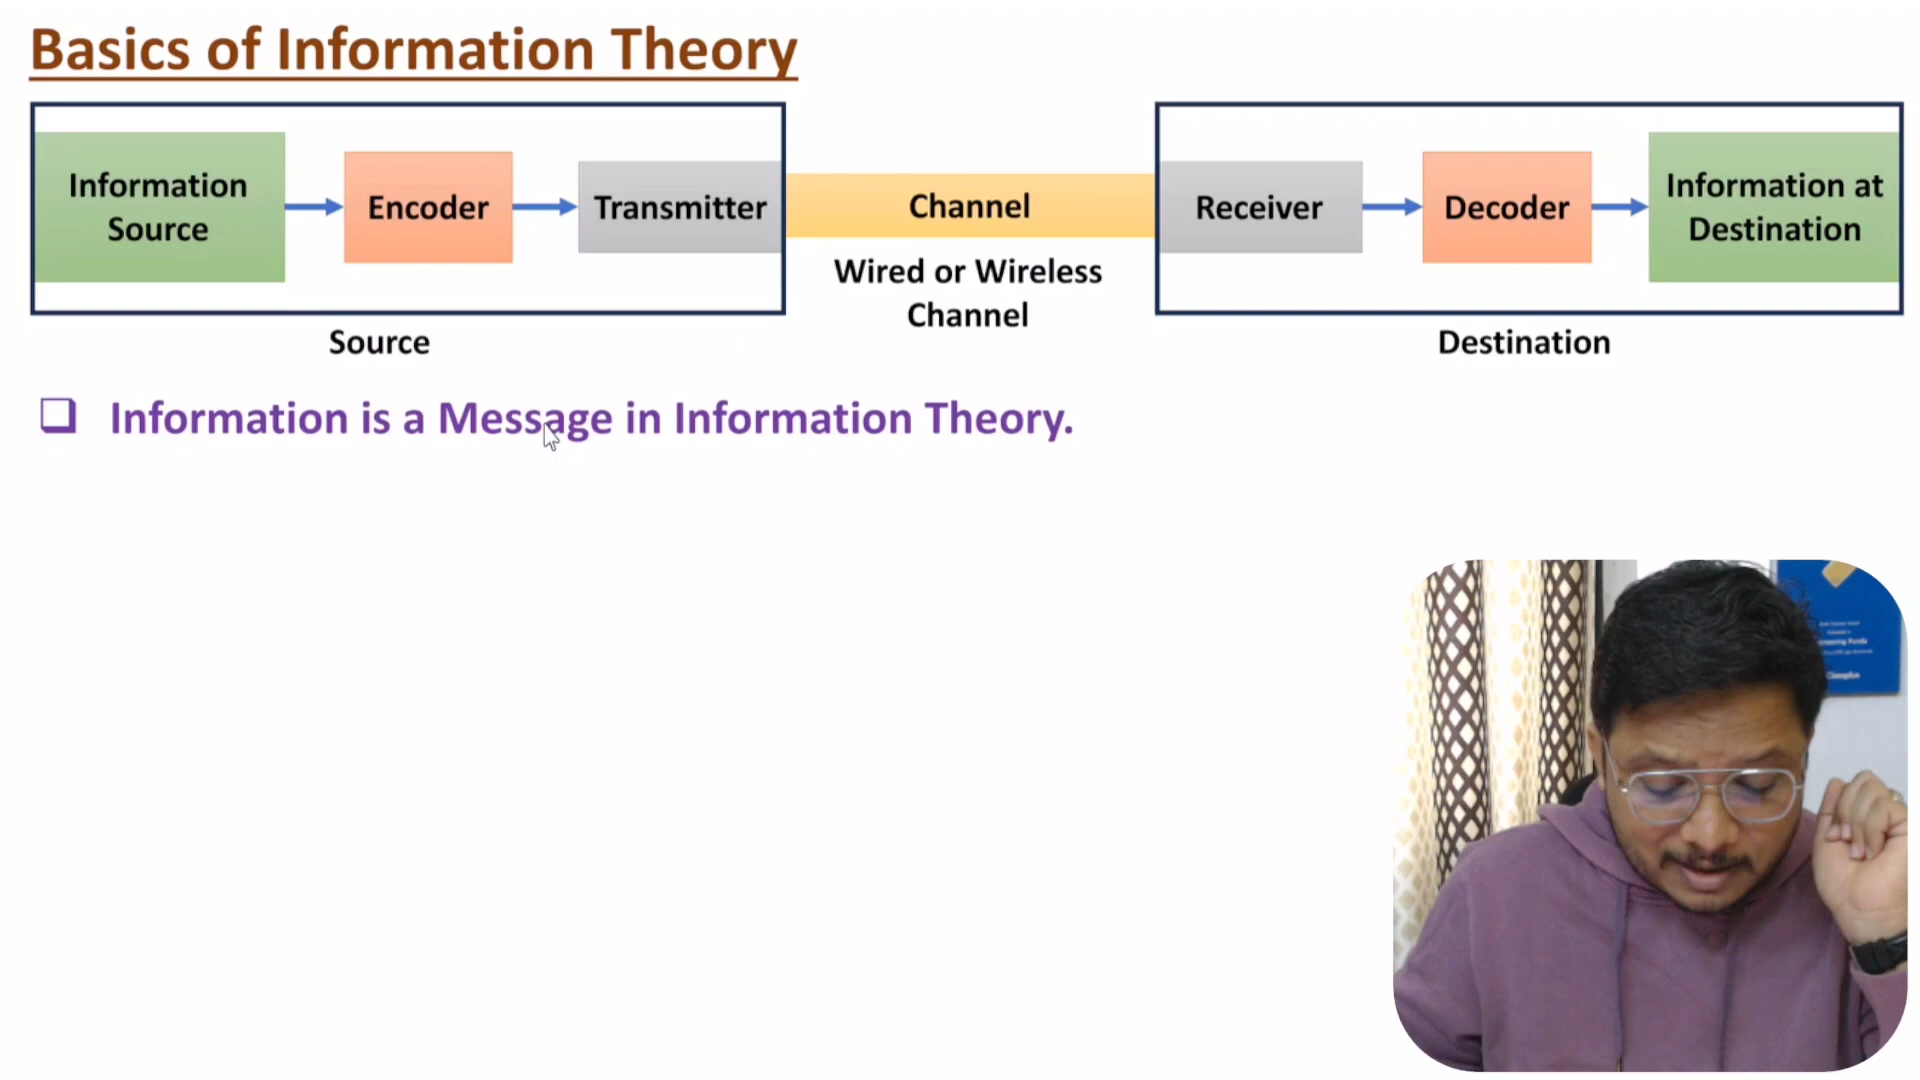 Basics of Information Theory
Information
Source
Encoder
Transmitter
Channel
Receiver
Decoder
Information at
Destination
Wired or Wireless
Channel
Source
Destination
❑ Information is a Message in Information Theory.